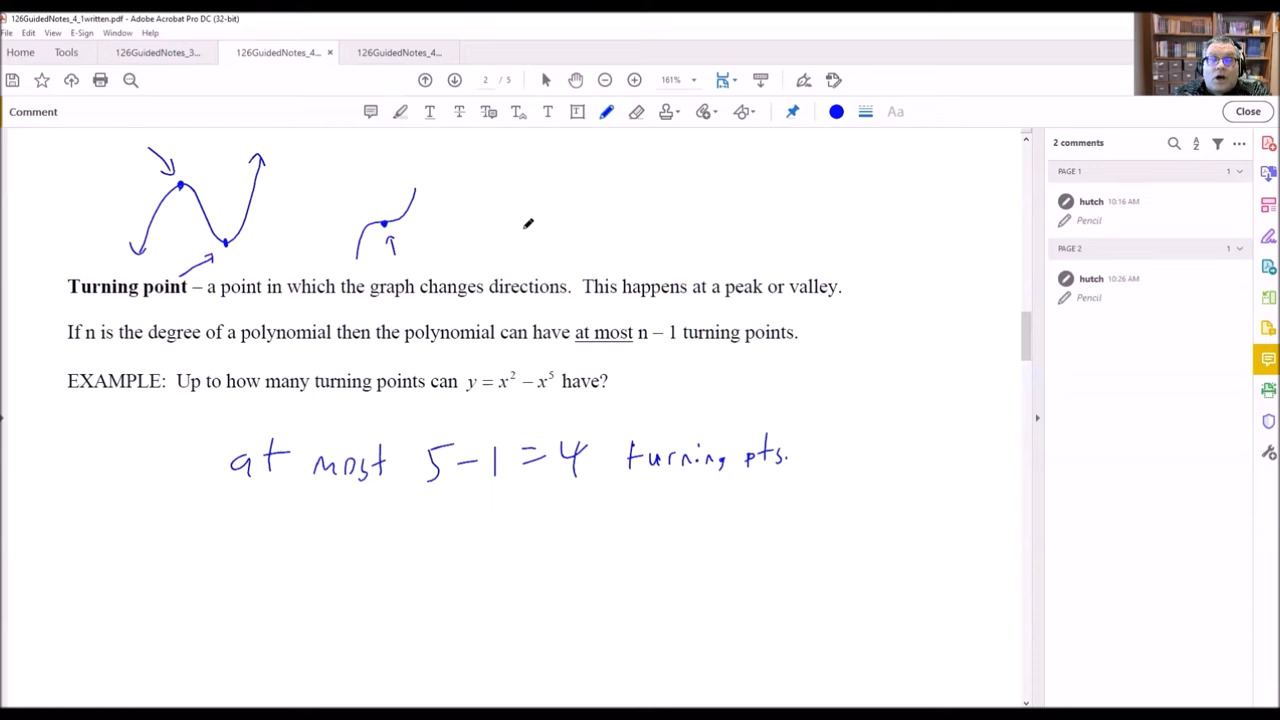 126GuidedNotes_4_1written.pdf - Adobe Acrobat Pro DC (32-bit)
File Edit View E-Sign Window Help
Home Tools 126GuidedNotes_3... 126GuidedNotes_4... × 126GuidedNotes_4...
2 / 5 161%
Comment Aa Close
2 comments
PAGE 1 1
hutch 10:16 AM
Pencil
PAGE 2 1
hutch 10:26 AM
Pencil
Turning point – a point in which the graph changes directions. This happens at a peak or valley.
If n is the degree of a polynomial then the polynomial can have at most n – 1 turning points.
EXAMPLE: Up to how many turning points can y = x² − x⁵ have?
at most 5 - 1 = 4 turning pts.